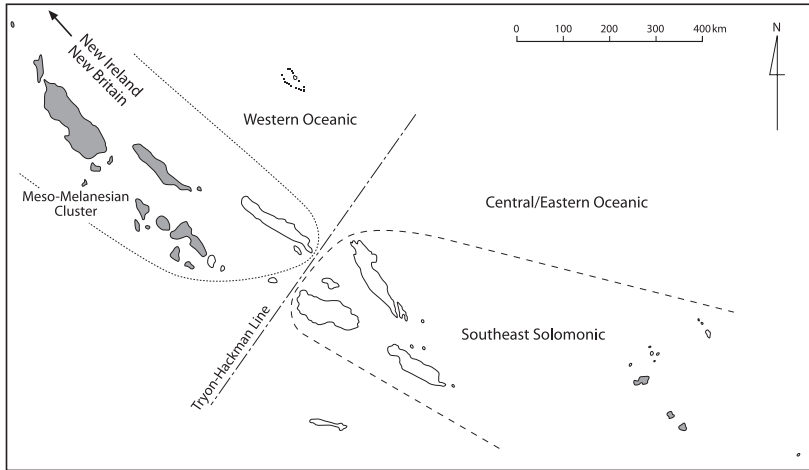 New Ireland
New Britain
0 100 200 300 400 km
N
Western Oceanic
Meso-Melanesian
Cluster
Central/Eastern Oceanic
Tryon-Hackman Line
Southeast Solomonic